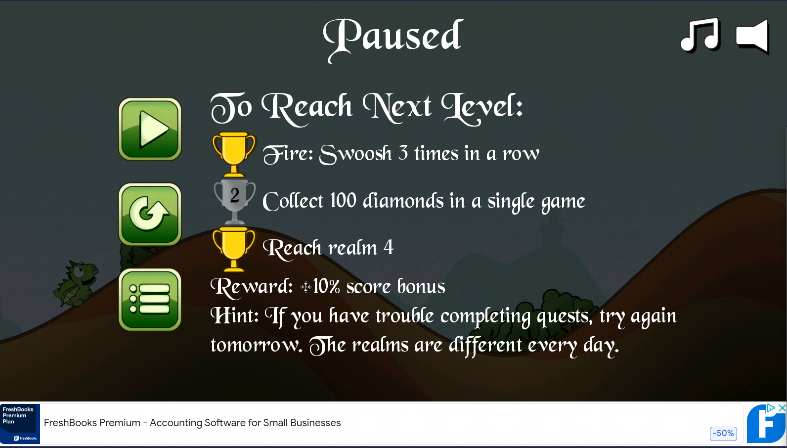 Paused
To Reach Next Level:
Fire: Swoosh 3 times in a row
2
Collect 100 diamonds in a single game
Reach realm 4
Reward: +10% score bonus
Hint: If you have trouble completing quests, try again
tomorrow. The realms are different every day.
FreshBooks
Premium
Plan
FreshBooks
FreshBooks Premium - Accounting Software for Small Businesses
-50%
F